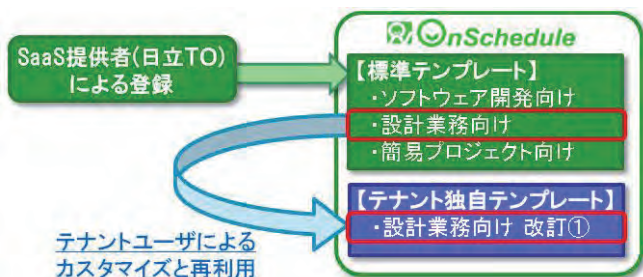 OnSchedule
SaaS提供者(日立TO)
による登録
【標準テンプレート】
・ソフトウェア開発向け
・設計業務向け
・簡易プロジェクト向け
【テナント独自テンプレート】
・設計業務向け 改訂①
テナントユーザによる
カスタマイズと再利用